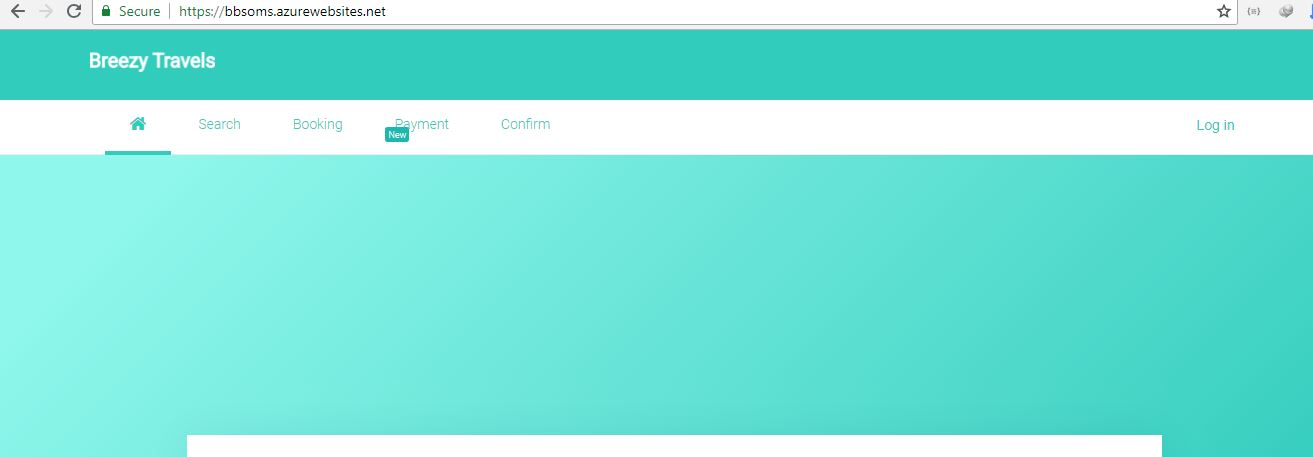 Secure https://bbsoms.azurewebsites.net
Breezy Travels
Search Booking Payment Confirm Log in
New